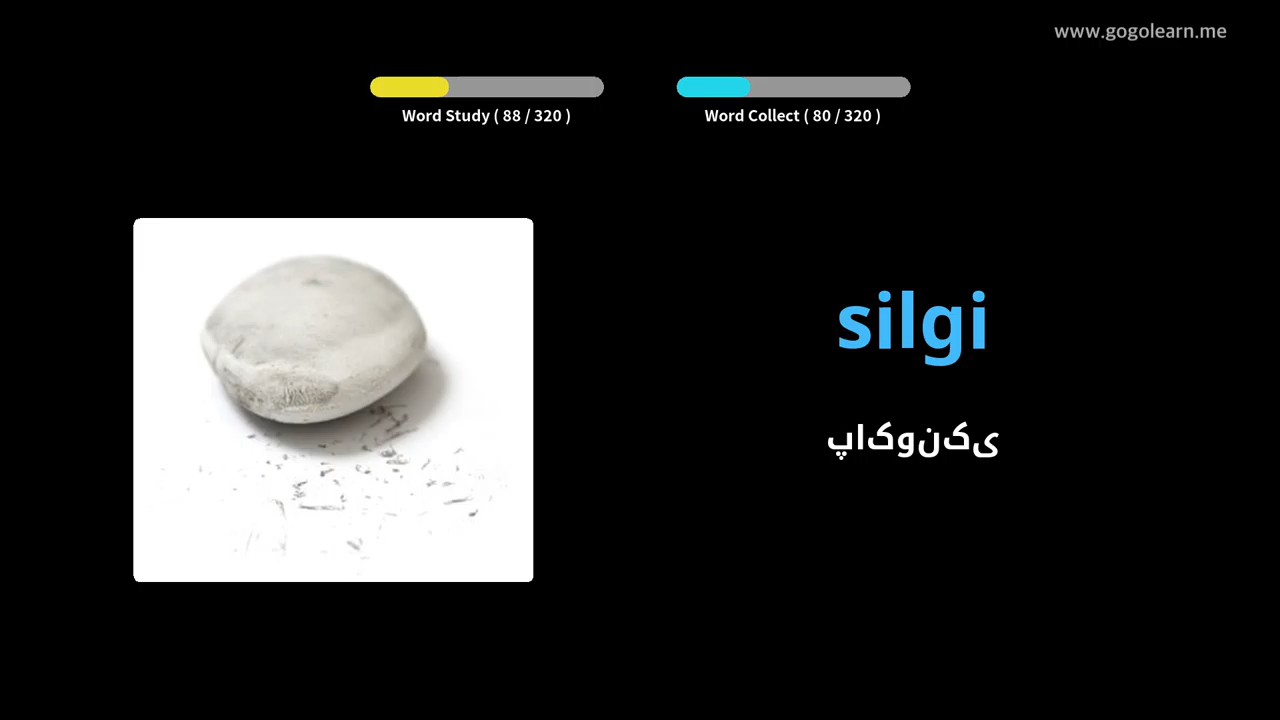 www.gogolearn.me
Word Study ( 88 / 320 )
Word Collect ( 80 / 320 )
silgi
پاکونکی